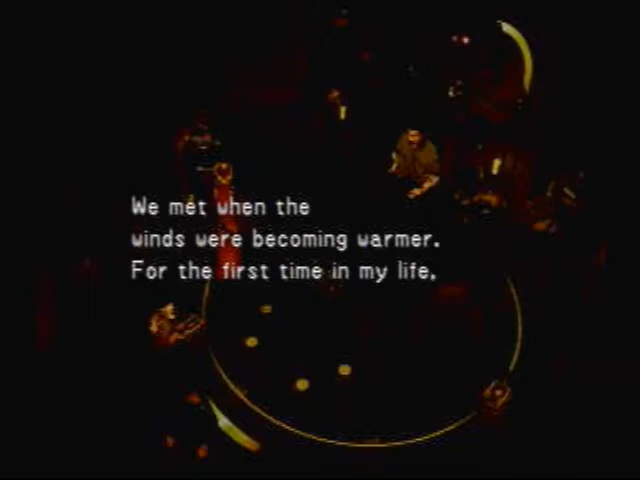 We met when the
winds were becoming warmer.
For the first time in my life,